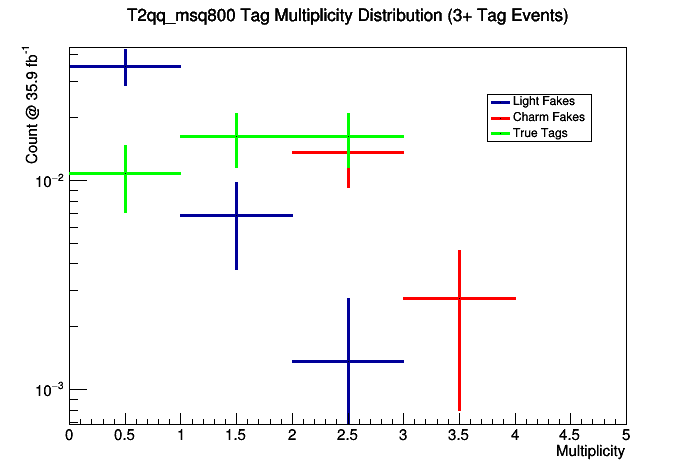 T2qq_msq800 Tag Multiplicity Distribution (3+ Tag Events)
Count @ 35.9 fb⁻¹
Light Fakes
Charm Fakes
True Tags
10⁻²
10⁻³
0 0.5 1 1.5 2 2.5 3 3.5 4 4.5 5
Multiplicity